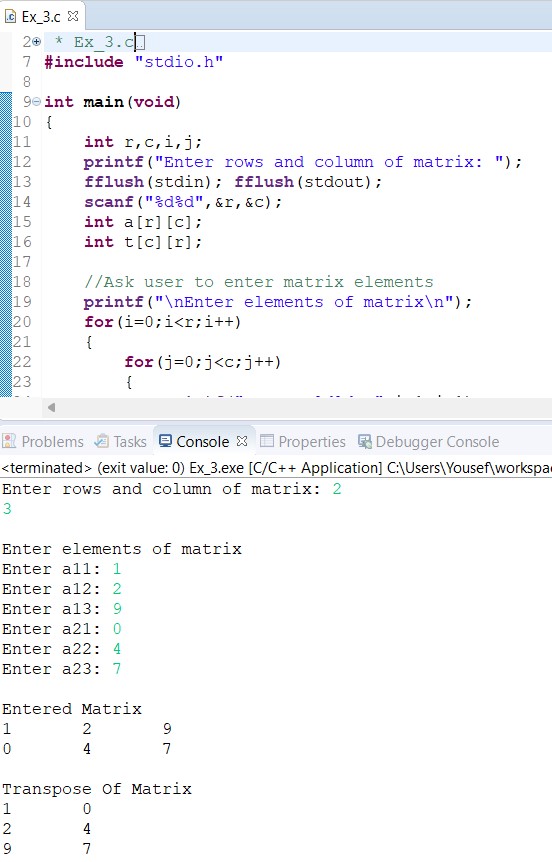 Ex_3.c
2 * Ex_3.c
7 #include "stdio.h"
8
9 int main(void)
10 {
11 int r,c,i,j;
12 printf("Enter rows and column of matrix: ");
13 fflush(stdin); fflush(stdout);
14 scanf("%d%d",&r,&c);
15 int a[r][c];
16 int t[c][r];
17
18 //Ask user to enter matrix elements
19 printf("\nEnter elements of matrix\n");
20 for(i=0;i<r;i++)
21 {
22 for(j=0;j<c;j++)
23 {
Problems Tasks Console Properties Debugger Console
<terminated> (exit value: 0) Ex_3.exe [C/C++ Application] C:\Users\Yousef\workspa
Enter rows and column of matrix: 2
3
Enter elements of matrix
Enter a11: 1
Enter a12: 2
Enter a13: 9
Enter a21: 0
Enter a22: 4
Enter a23: 7
Entered Matrix
1 2 9
0 4 7
Transpose Of Matrix
1 0
2 4
9 7